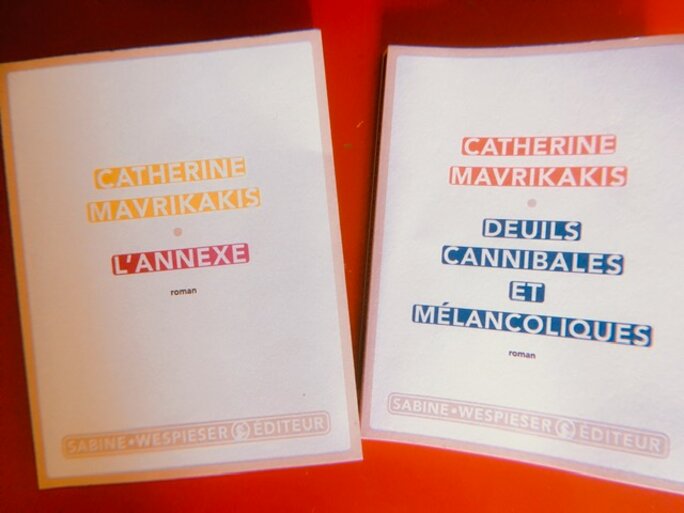 CATHERINE
MAVRIKAKIS
L'ANNEXE
roman
SABINE•WESPIESER ÉDITEUR
CATHERINE
MAVRIKAKIS
DEUILS
CANNIBALES
ET
MÉLANCOLIQUES
roman
SABINE•WESPIESER ÉDITEUR